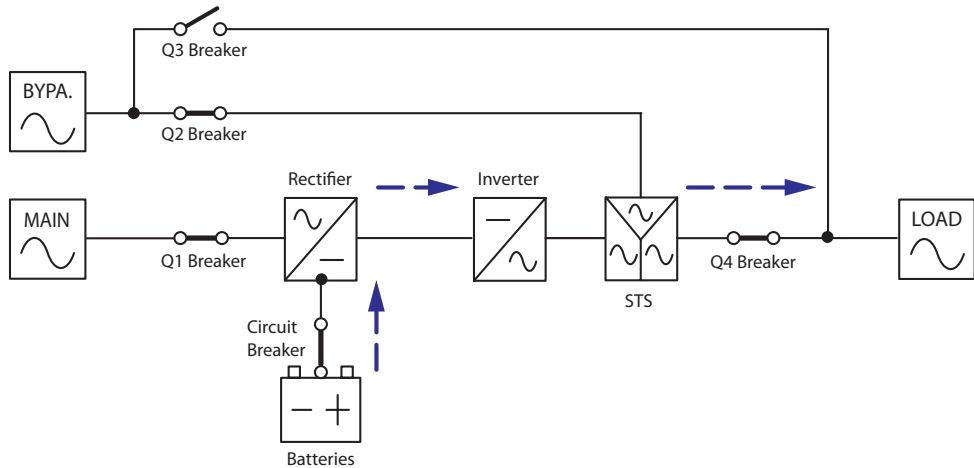 Q3 Breaker
BYPA.
Q2 Breaker
Rectifier
Inverter
MAIN
LOAD
Q1 Breaker
Q4 Breaker
STS
Circuit
Breaker
Batteries